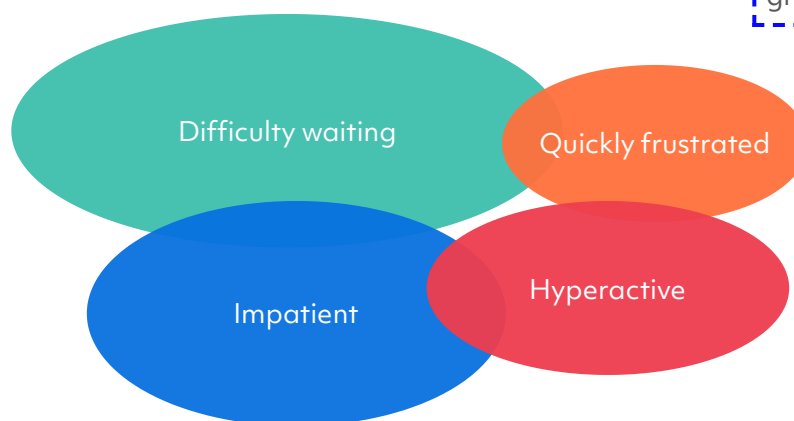 Difficulty waiting
Quickly frustrated
Hyperactive
Impatient